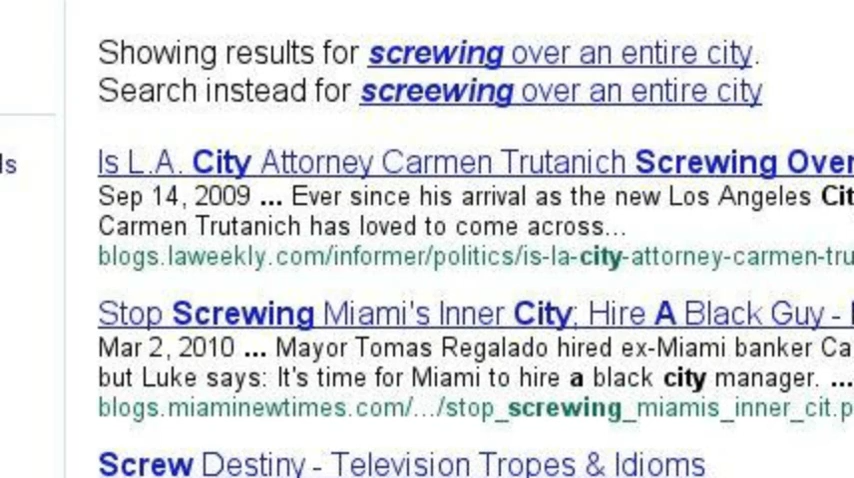 Showing results for screwing over an entire city.
Search instead for screewing over an entire city
ls
Is L.A. City Attorney Carmen Trutanich Screwing Over
Sep 14, 2009 ... Ever since his arrival as the new Los Angeles Cit
Carmen Trutanich has loved to come across...
blogs.laweekly.com/informer/politics/is-la-city-attorney-carmen-tru
Stop Screwing Miami's Inner City; Hire A Black Guy -
Mar 2, 2010 ... Mayor Tomas Regalado hired ex-Miami banker Ca
but Luke says: It's time for Miami to hire a black city manager. ...
blogs.miaminewtimes.com/.../stop_screwing_miamis_inner_cit.p
Screw Destiny - Television Tropes & Idioms